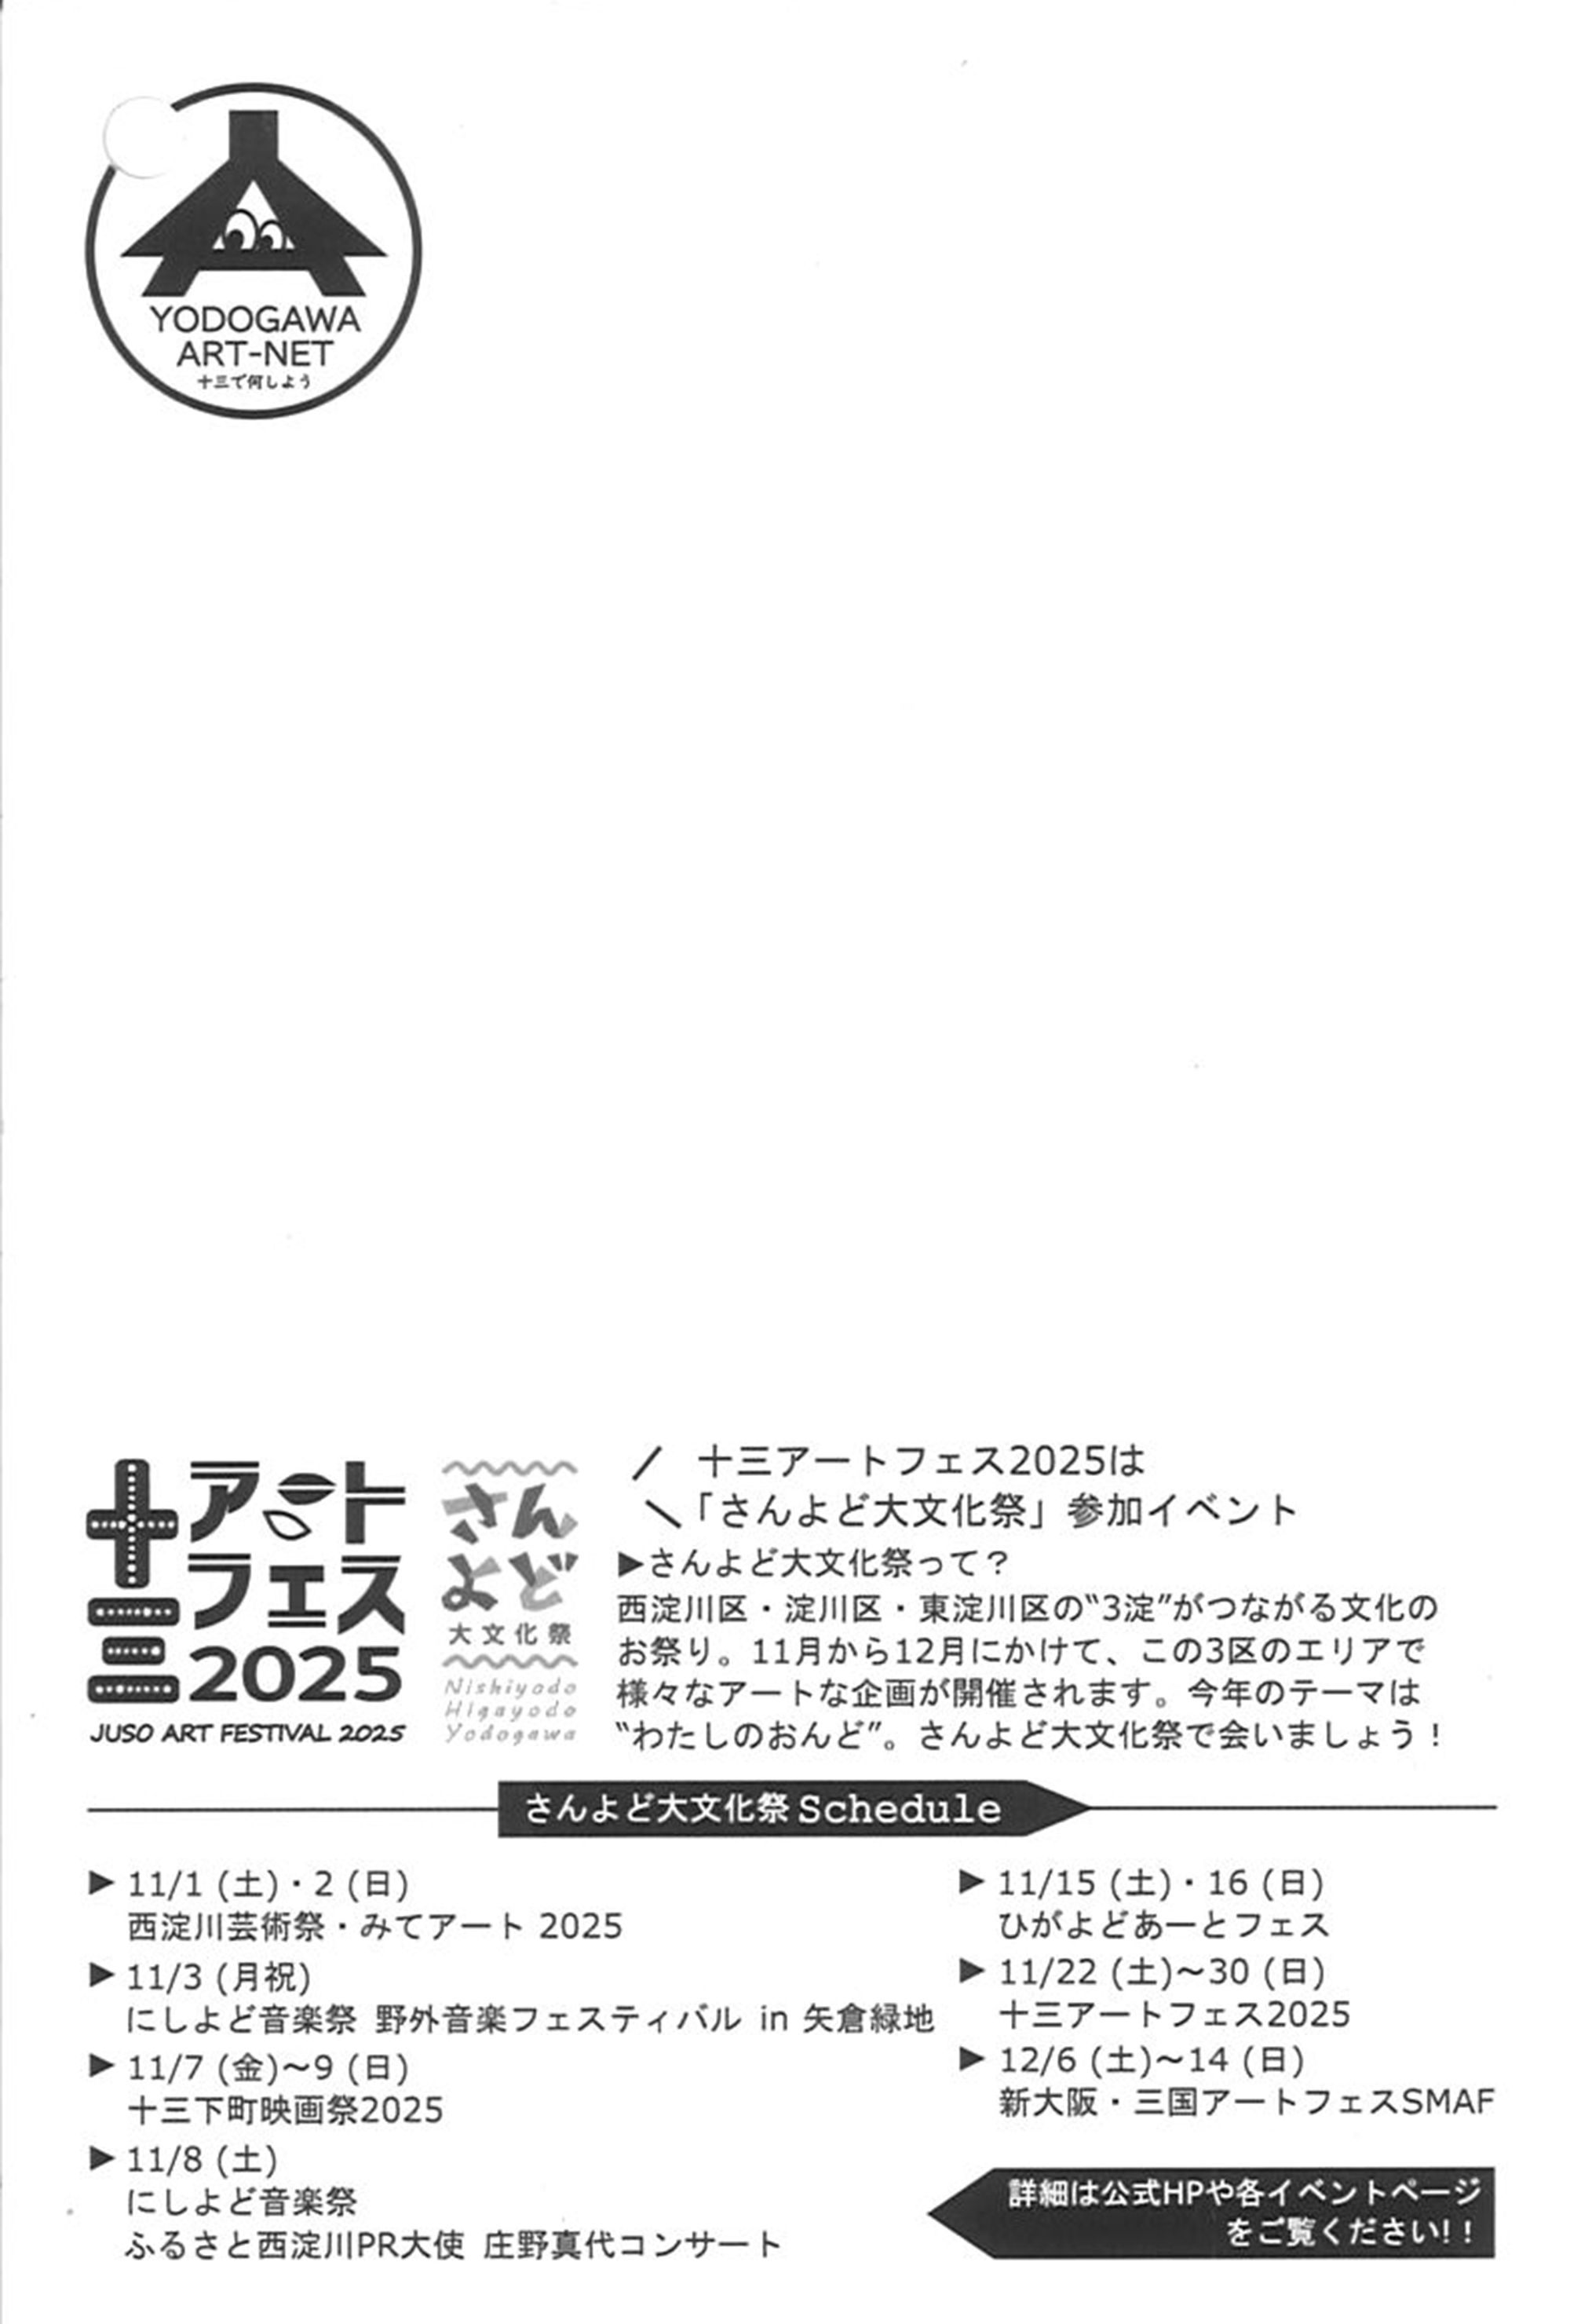 YODOGAWA
ART-NET
十三で何しよう
十三アートフェス2025
JUSO ART FESTIVAL 2025
さんよど
大文化祭
Nishiyodo
Higayodo
Yodogawa
／ 十三アートフェス2025は
＼「さんよど大文化祭」参加イベント
▶さんよど大文化祭って？
西淀川区・淀川区・東淀川区の“3淀”がつながる文化の
お祭り。11月から12月にかけて、この3区のエリアで
様々なアートな企画が開催されます。今年のテーマは
“わたしのおんど”。さんよど大文化祭で会いましょう！
さんよど大文化祭 Schedule
▶ 11/1 (土)・2 (日)
西淀川芸術祭・みてアート 2025
▶ 11/3 (月祝)
にしよど音楽祭 野外音楽フェスティバル in 矢倉緑地
▶ 11/7 (金)～9 (日)
十三下町映画祭2025
▶ 11/8 (土)
にしよど音楽祭
ふるさと西淀川PR大使 庄野真代コンサート
▶ 11/15 (土)・16 (日)
ひがよどあーとフェス
▶ 11/22 (土)～30 (日)
十三アートフェス2025
▶ 12/6 (土)～14 (日)
新大阪・三国アートフェスSMAF
詳細は公式HPや各イベントページ
をご覧ください!！